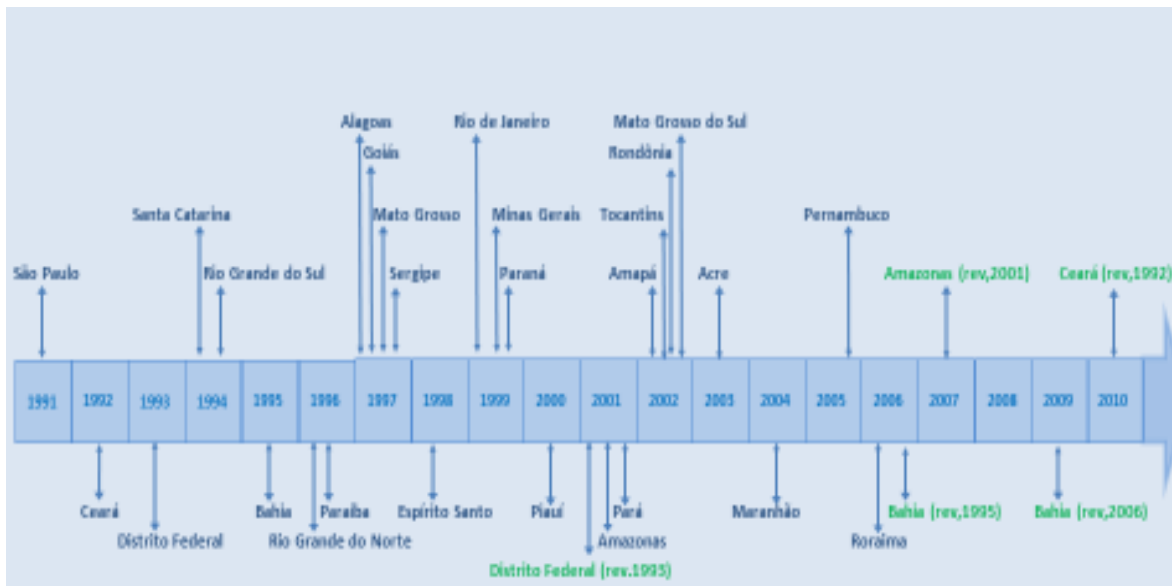 Alagoas
Rio de Janeiro
Mato Grosso do Sul
Goiás
Rondônia
Santa Catarina
Mato Grosso
Minas Gerais
Tocantins
Pernambuco
São Paulo
Rio Grande do Sul
Sergipe
Paraná
Amapá
Acre
Amazonas (rev,2001)
Ceará (rev,1992)
1991 1992 1993 1994 1995 1996 1997 1998 1999 2000 2001 2002 2003 2004 2005 2006 2007 2008 2009 2010
Ceará
Bahia
Paraíba
Espírito Santo
Piauí
Pará
Maranhão
Bahia (rev,1995)
Bahia (rev,2006)
Distrito Federal
Rio Grande do Norte
Amazonas
Roraima
Distrito Federal (rev.1993)